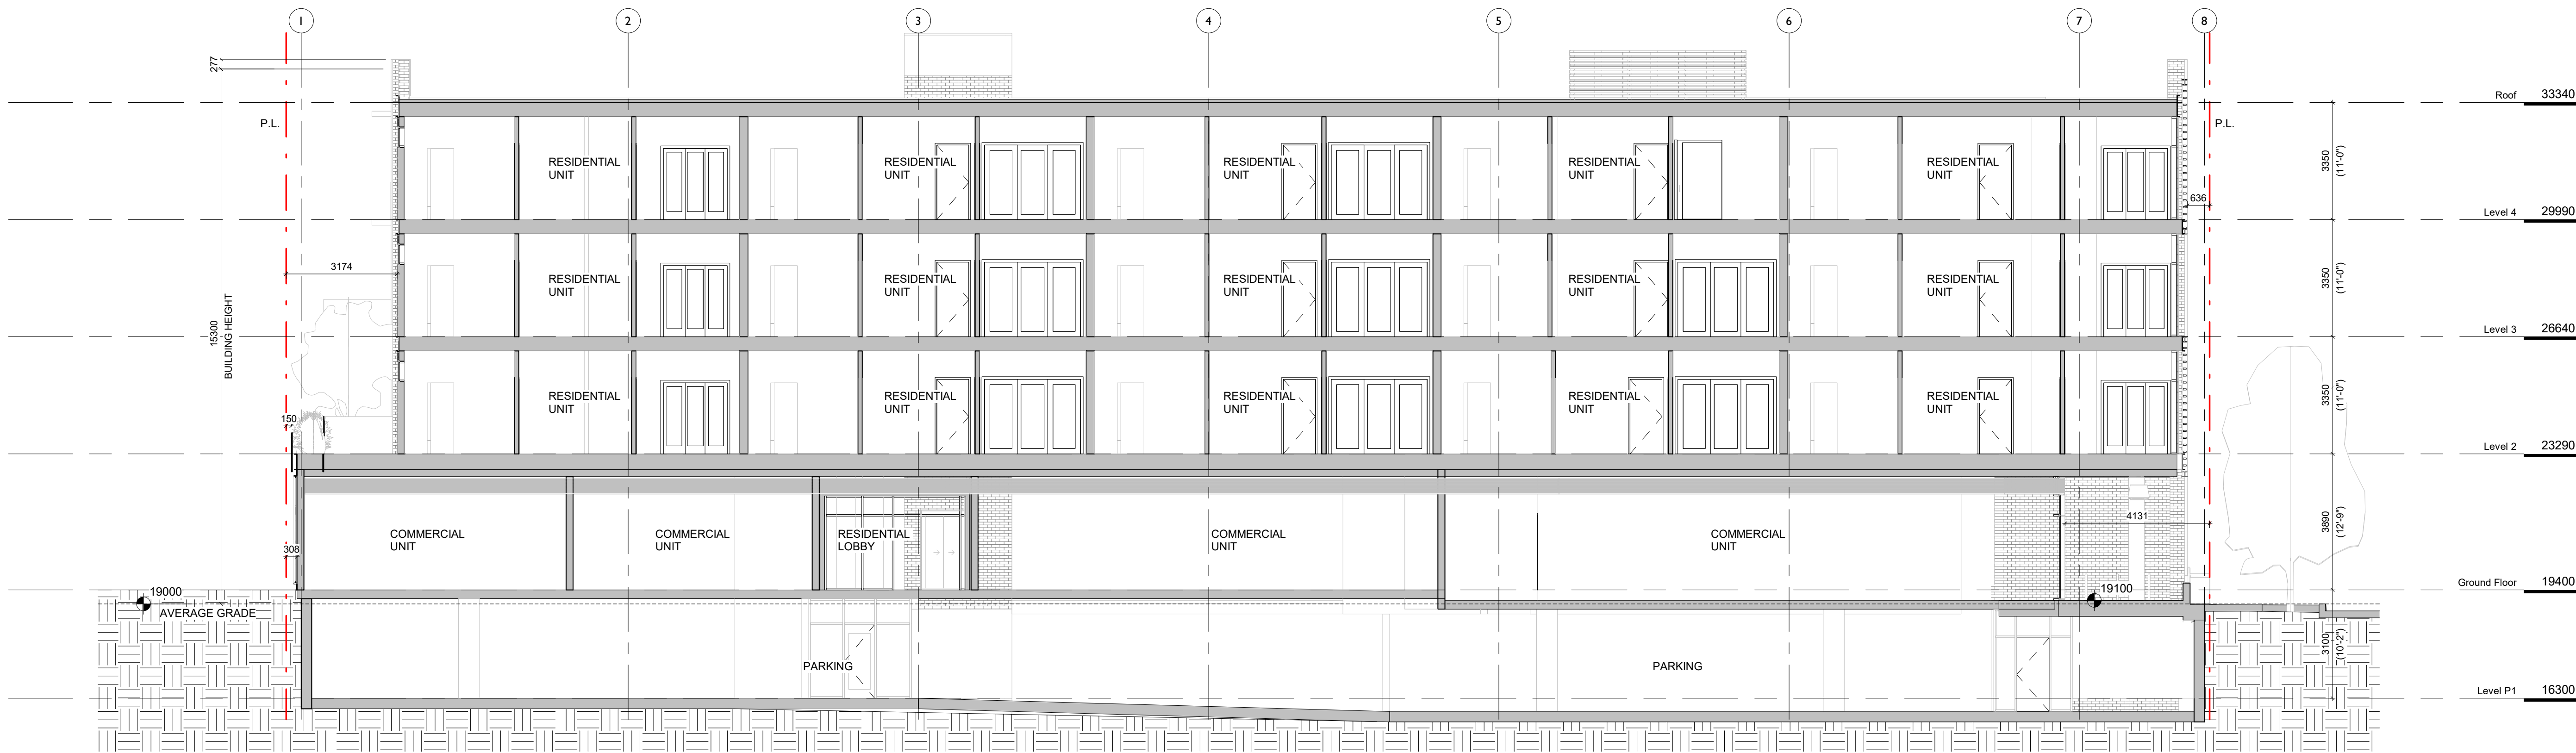 1 2 3 4 5 6 7 8
277
Roof 33340
P.L. P.L.
RESIDENTIAL
UNIT
RESIDENTIAL
UNIT
RESIDENTIAL
UNIT
RESIDENTIAL
UNIT
RESIDENTIAL
UNIT
3350
(11'-0")
636
Level 4 29990
3174
RESIDENTIAL
UNIT
RESIDENTIAL
UNIT
RESIDENTIAL
UNIT
RESIDENTIAL
UNIT
RESIDENTIAL
UNIT
3350
(11'-0")
15300
BUILDING HEIGHT
Level 3 26640
150
RESIDENTIAL
UNIT
RESIDENTIAL
UNIT
RESIDENTIAL
UNIT
RESIDENTIAL
UNIT
RESIDENTIAL
UNIT
3350
(11'-0")
Level 2 23290
308
COMMERCIAL
UNIT
COMMERCIAL
UNIT
RESIDENTIAL
LOBBY
COMMERCIAL
UNIT
COMMERCIAL
UNIT
4131
3890
(12'-9")
Ground Floor 19400
19000
AVERAGE GRADE
19100
PARKING
PARKING
3100
(10'-2")
Level P1 16300